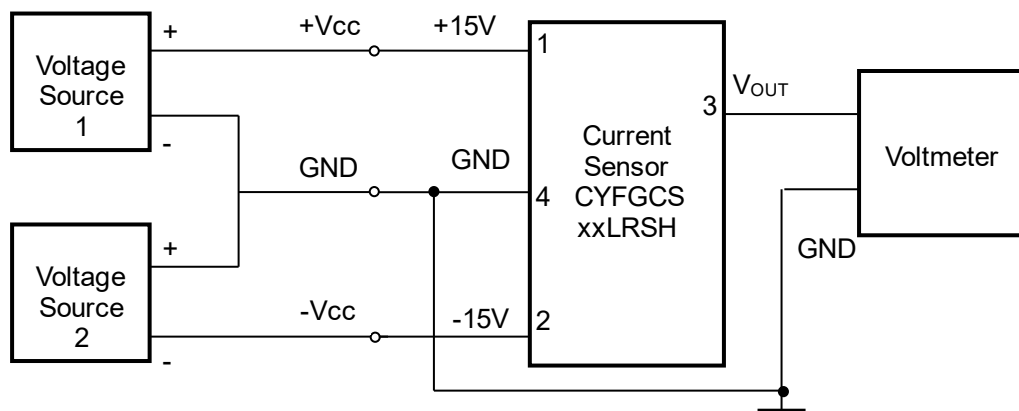 +
+Vcc
+15V
1
Voltage
Source
1
-
3
VOUT
Current
Sensor
CYFGCS
xxLRSH
Voltmeter
GND
GND
4
+
GND
Voltage
Source
2
-Vcc
-15V
2
-